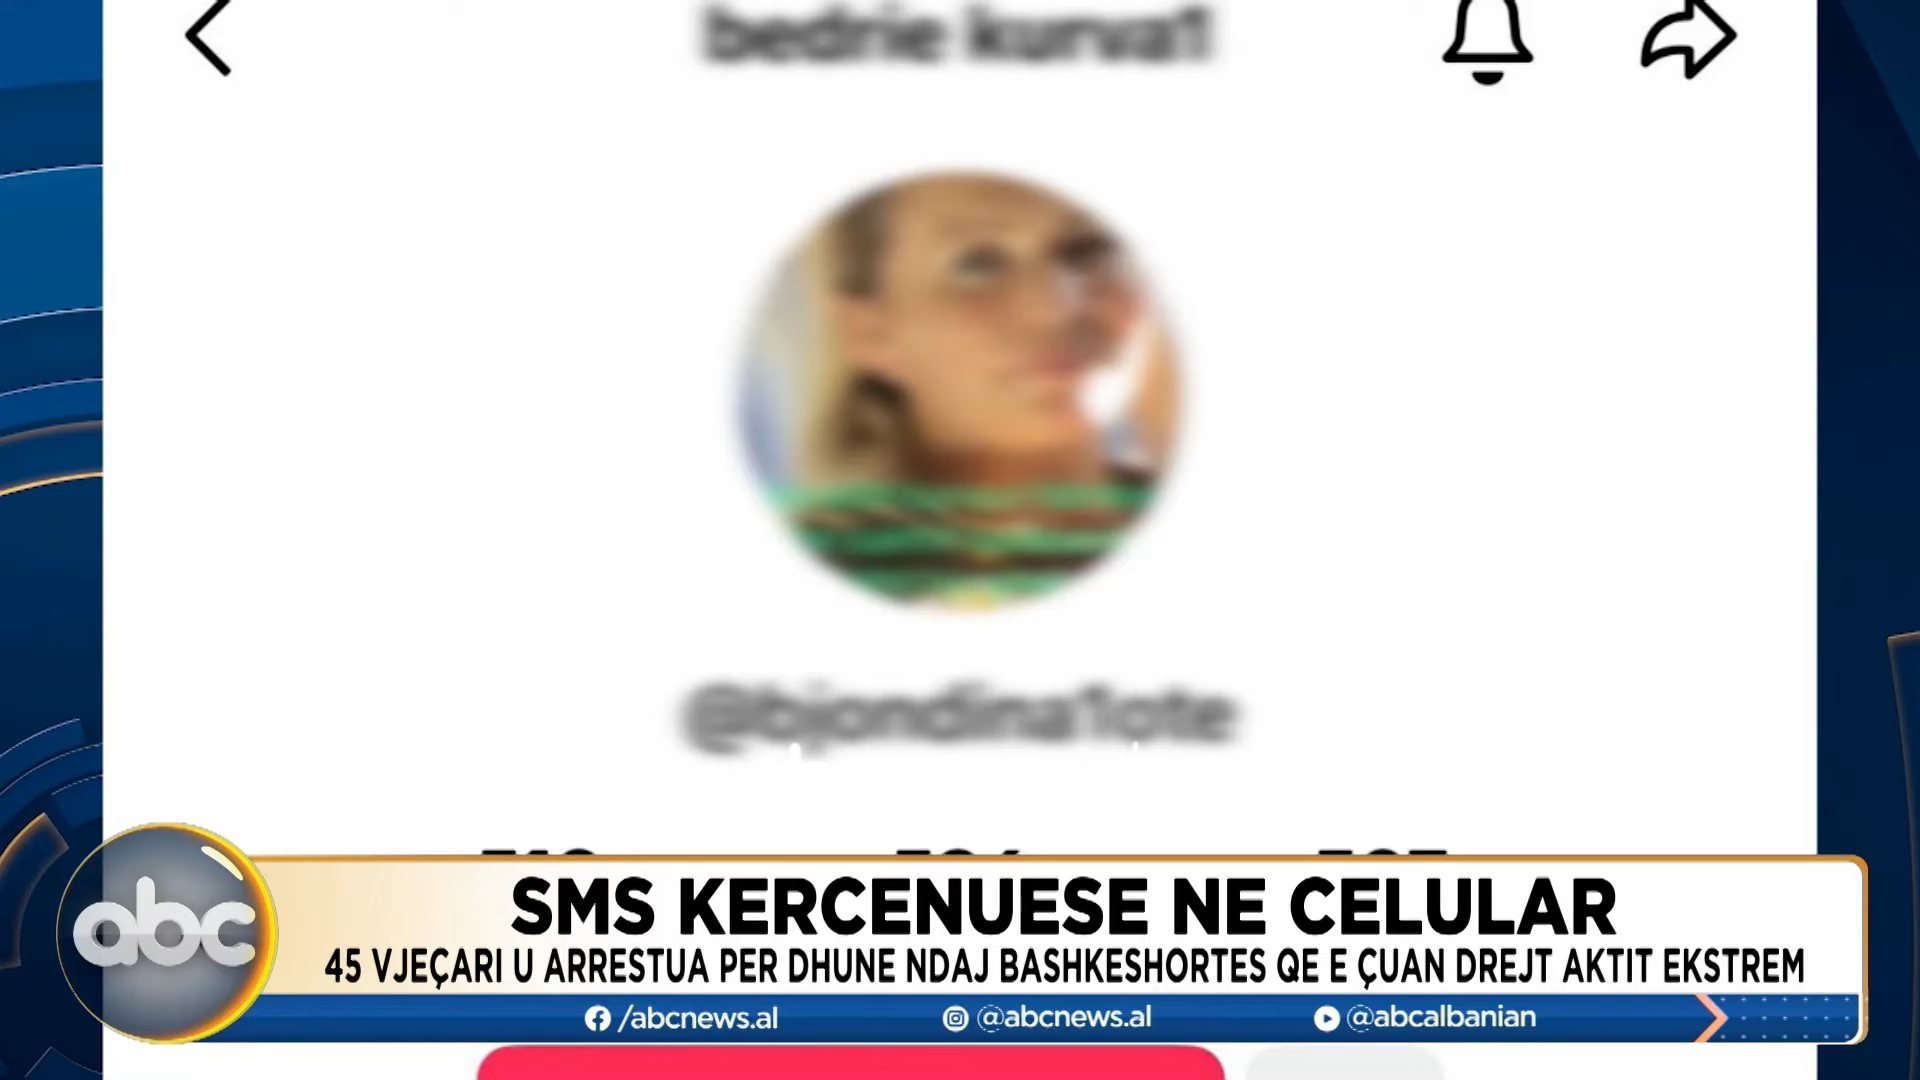 SMS KERCENUESE NE CELULAR
45 VJEÇARI U ARRESTUA PER DHUNE NDAJ BASHKESHORTES QE E ÇUAN DREJT AKTIT EKSTREM
abc
/abcnews.al @abcnews.al @abcalbanian